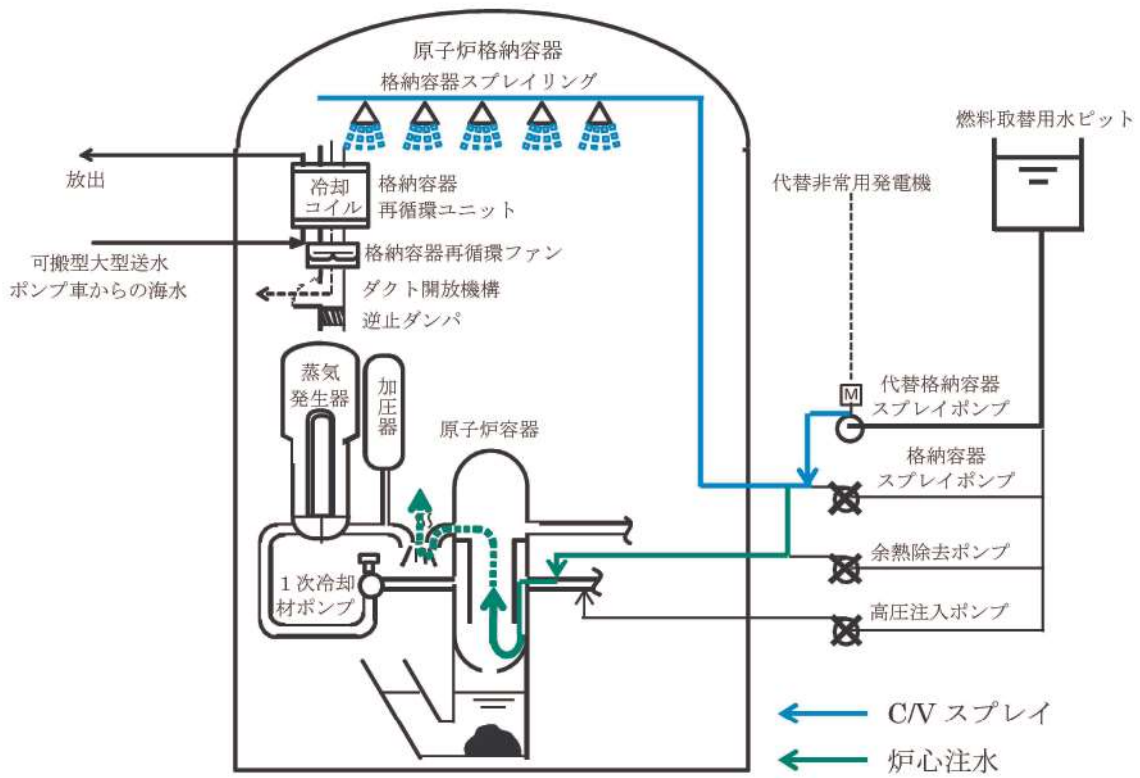 原子炉格納容器
格納容器スプレイリング
燃料取替用水ピット
放出
冷却
コイル
格納容器
再循環ユニット
代替非常用発電機
格納容器再循環ファン
可搬型大型送水
ポンプ車からの海水
ダクト開放機構
逆止ダンパ
蒸気
発生器
加圧器
原子炉容器
M
代替格納容器
スプレイポンプ
格納容器
スプレイポンプ
余熱除去ポンプ
1次冷却
材ポンプ
高圧注入ポンプ
C/V スプレイ
炉心注水